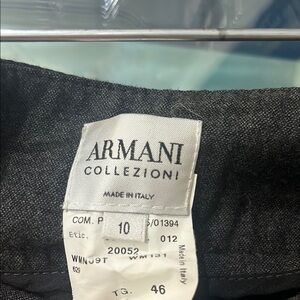 ARMANI
COLLEZIONI
MADE IN ITALY
COM. P 5/01394
10
Etic. 012
20052
Made in Italy
TG. 46